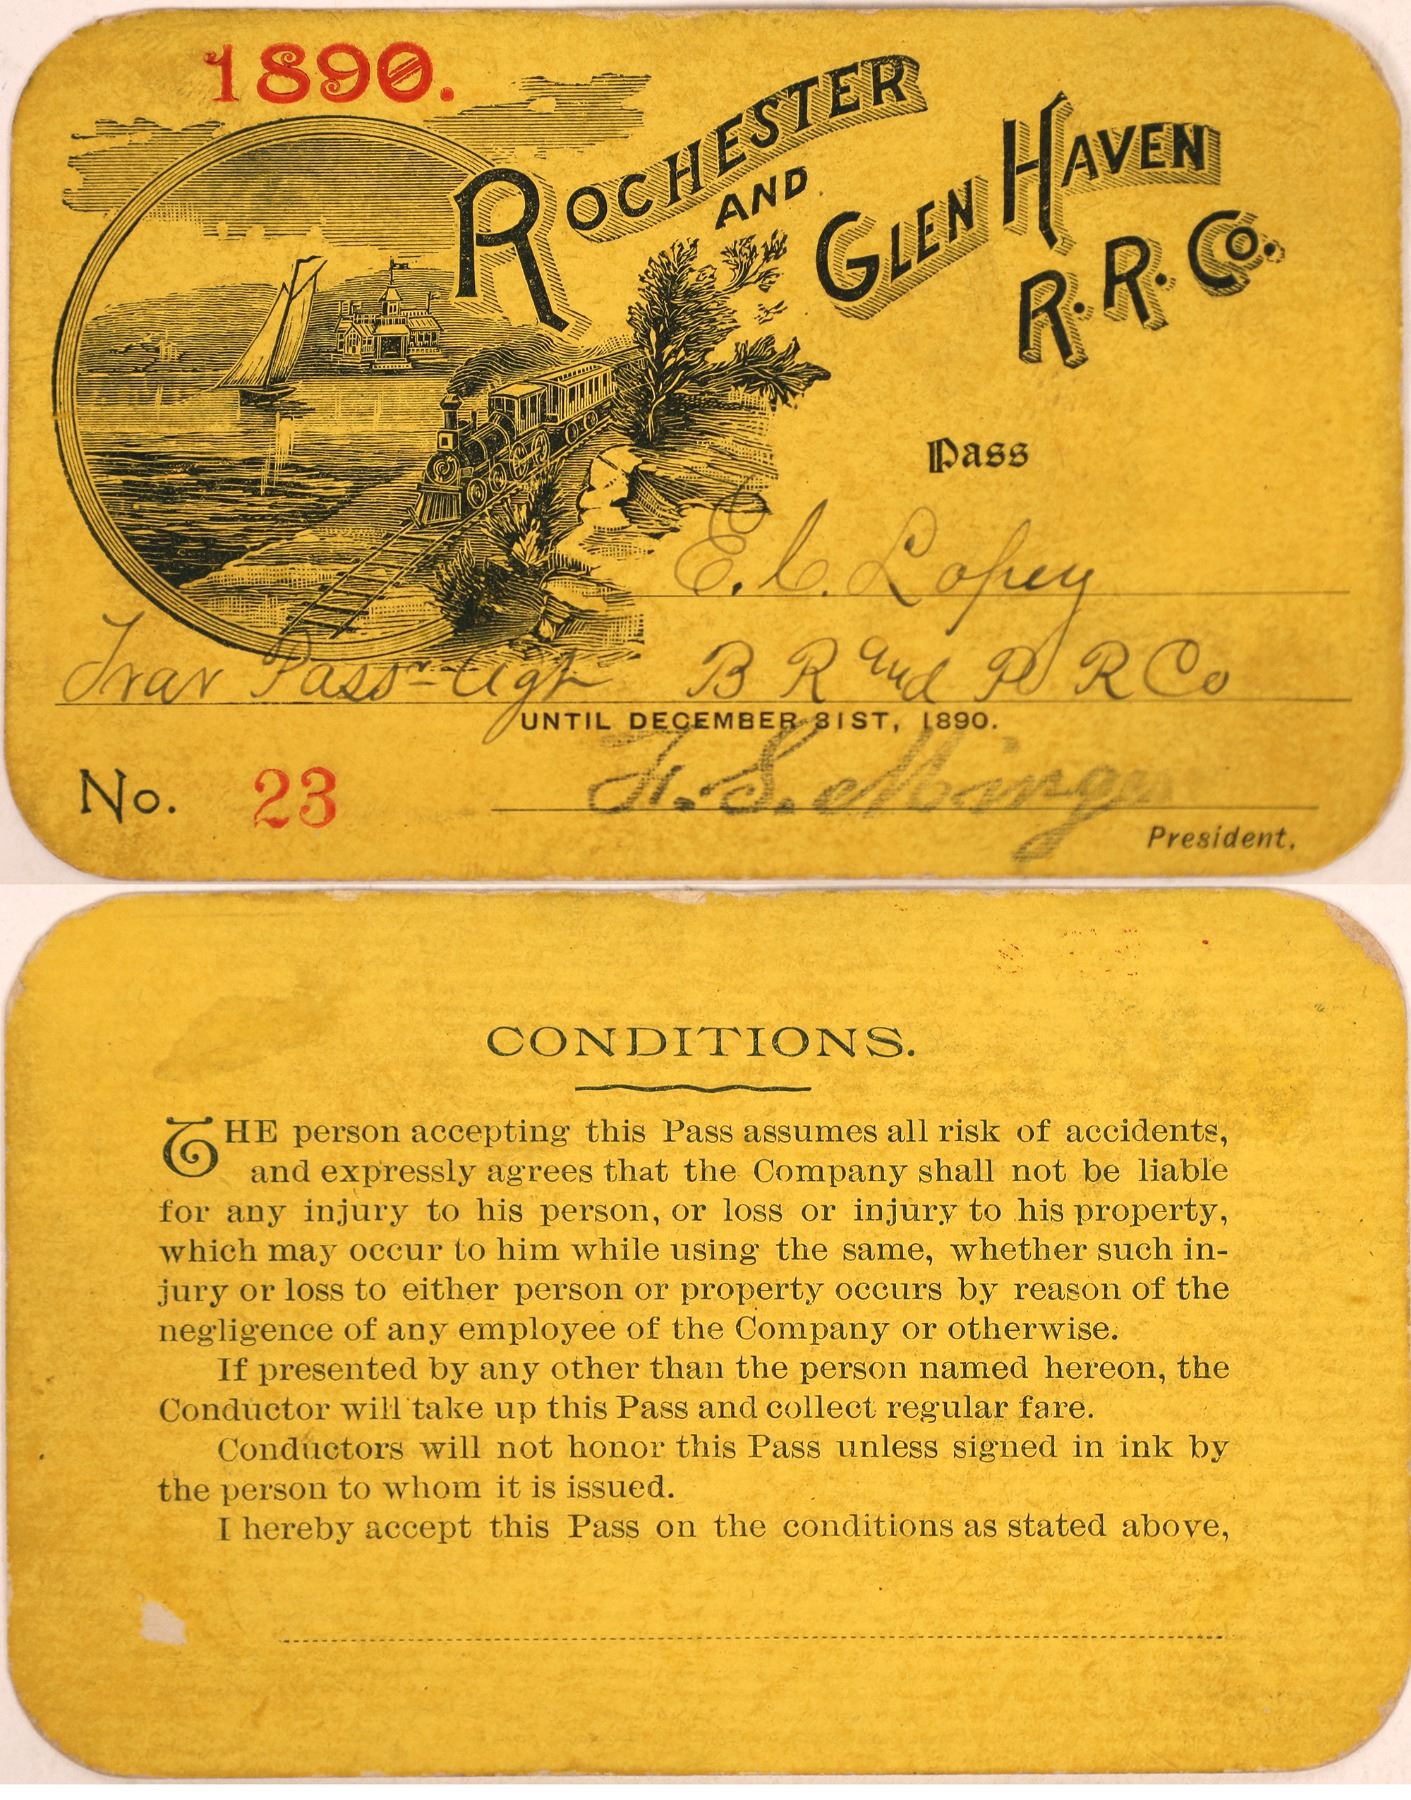 1890.
ROCHESTER
AND
GLEN HAVEN
R. R. Co.
Pass
E. C. Lapey
Trav Passr Agt B R and P R Co
UNTIL DECEMBER 31ST, 1890.
No. 23
President.
CONDITIONS.
THE person accepting this Pass assumes all risk of accidents,
and expressly agrees that the Company shall not be liable
for any injury to his person, or loss or injury to his property,
which may occur to him while using the same, whether such in-
jury or loss to either person or property occurs by reason of the
negligence of any employee of the Company or otherwise.
If presented by any other than the person named hereon, the
Conductor will take up this Pass and collect regular fare.
Conductors will not honor this Pass unless signed in ink by
the person to whom it is issued.
I hereby accept this Pass on the conditions as stated above,